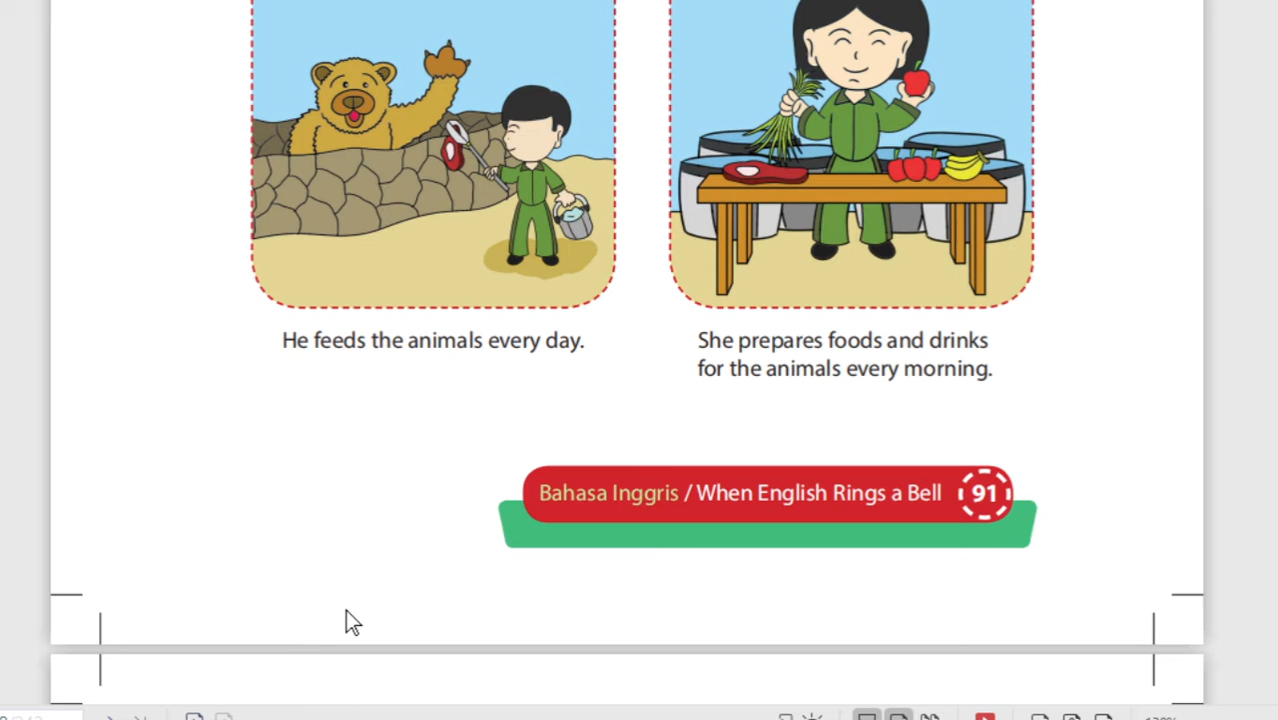 He feeds the animals every day.
She prepares foods and drinks
for the animals every morning.
Bahasa Inggris / When English Rings a Bell 91